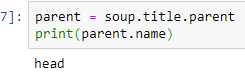 7]: parent = soup.title.parent
print(parent.name)
head